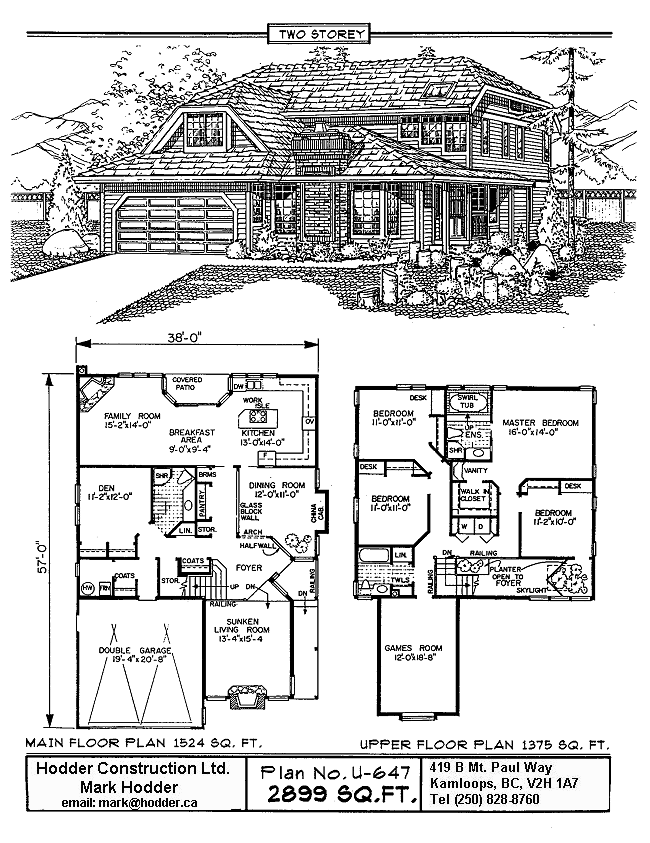 TWO STOREY
38'-0"
57'-0"
COVERED
PATIO
DW
FAMILY ROOM
15'-2"x14'-0"
WORK
ISLE
OV
BREAKFAST
AREA
9'-0"x9'-4"
KITCHEN
13'-0"x14'-0"
F
DEN
11'-2"x12'-0"
SHR
BRMS
PANTRY
LIN.
STOR.
DINING ROOM
12'-0"x11'-0"
GLASS
BLOCK
WALL
CHINA
CAB.
ARCH
HALFWALL
COATS
FOYER
HW
FRN
COATS
STOR.
UP
DN
RAILING
DN
RAILING
SUNKEN
LIVING ROOM
13'-4"x15'-4
DOUBLE GARAGE
19'-4"x20'-8"
DESK
SWIRL
TUB
BEDROOM
11'-0"x11'-0"
UP
ENS.
SHR
MASTER BEDROOM
16'-0"x14'-0"
DESK
VANITY
WALK IN
CLOSET
DESK
BEDROOM
11'-0"x11'-0"
BEDROOM
11'-2"x10'-0"
W D
LIN.
DN
RAILING
TWLS
RAILING
PLANTER
OPEN TO
FOYER
SKYLIGHT
GAMES ROOM
12'-0"x18'-8"
MAIN FLOOR PLAN 1524 SQ. FT.
UPPER FLOOR PLAN 1375 SQ. FT.
Hodder Construction Ltd.
Mark Hodder
email: mark@hodder.ca
Plan No. U-647
2899 SQ.FT.
419 B Mt. Paul Way
Kamloops, BC, V2H 1A7
Tel (250) 828-8760